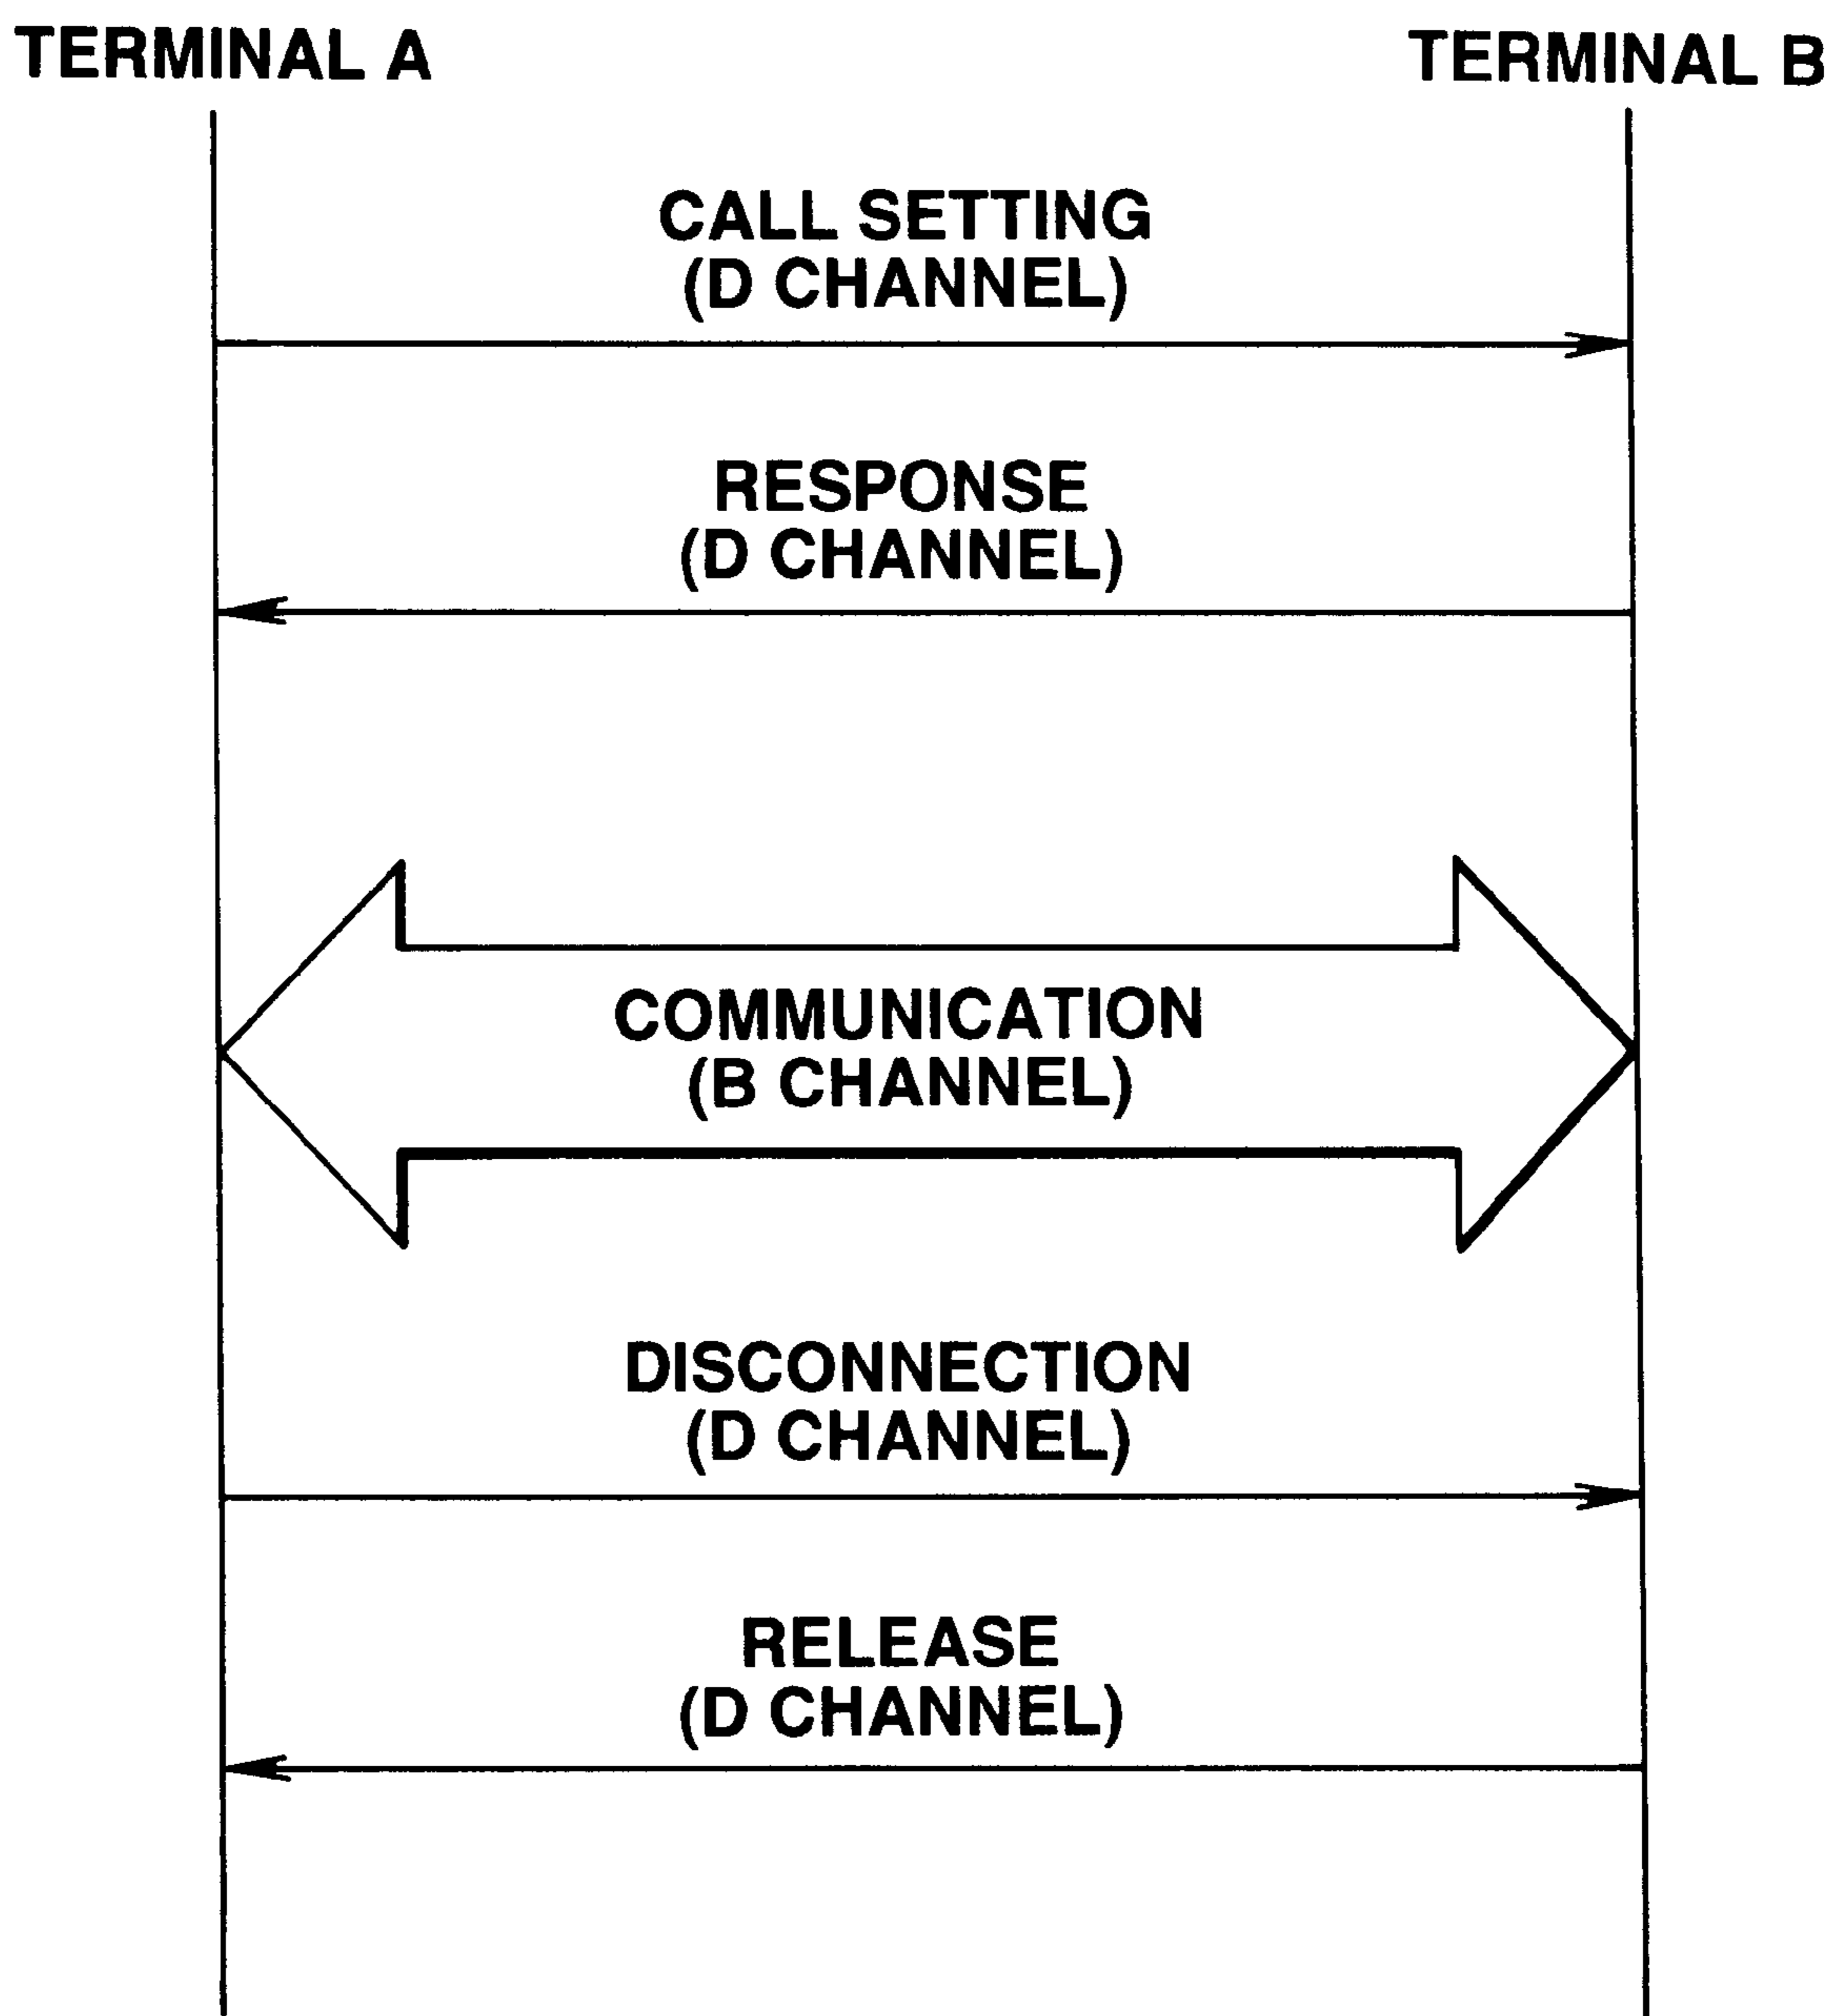 TERMINAL A
TERMINAL B
CALL SETTING
(D CHANNEL)
RESPONSE
(D CHANNEL)
COMMUNICATION
(B CHANNEL)
DISCONNECTION
(D CHANNEL)
RELEASE
(D CHANNEL)